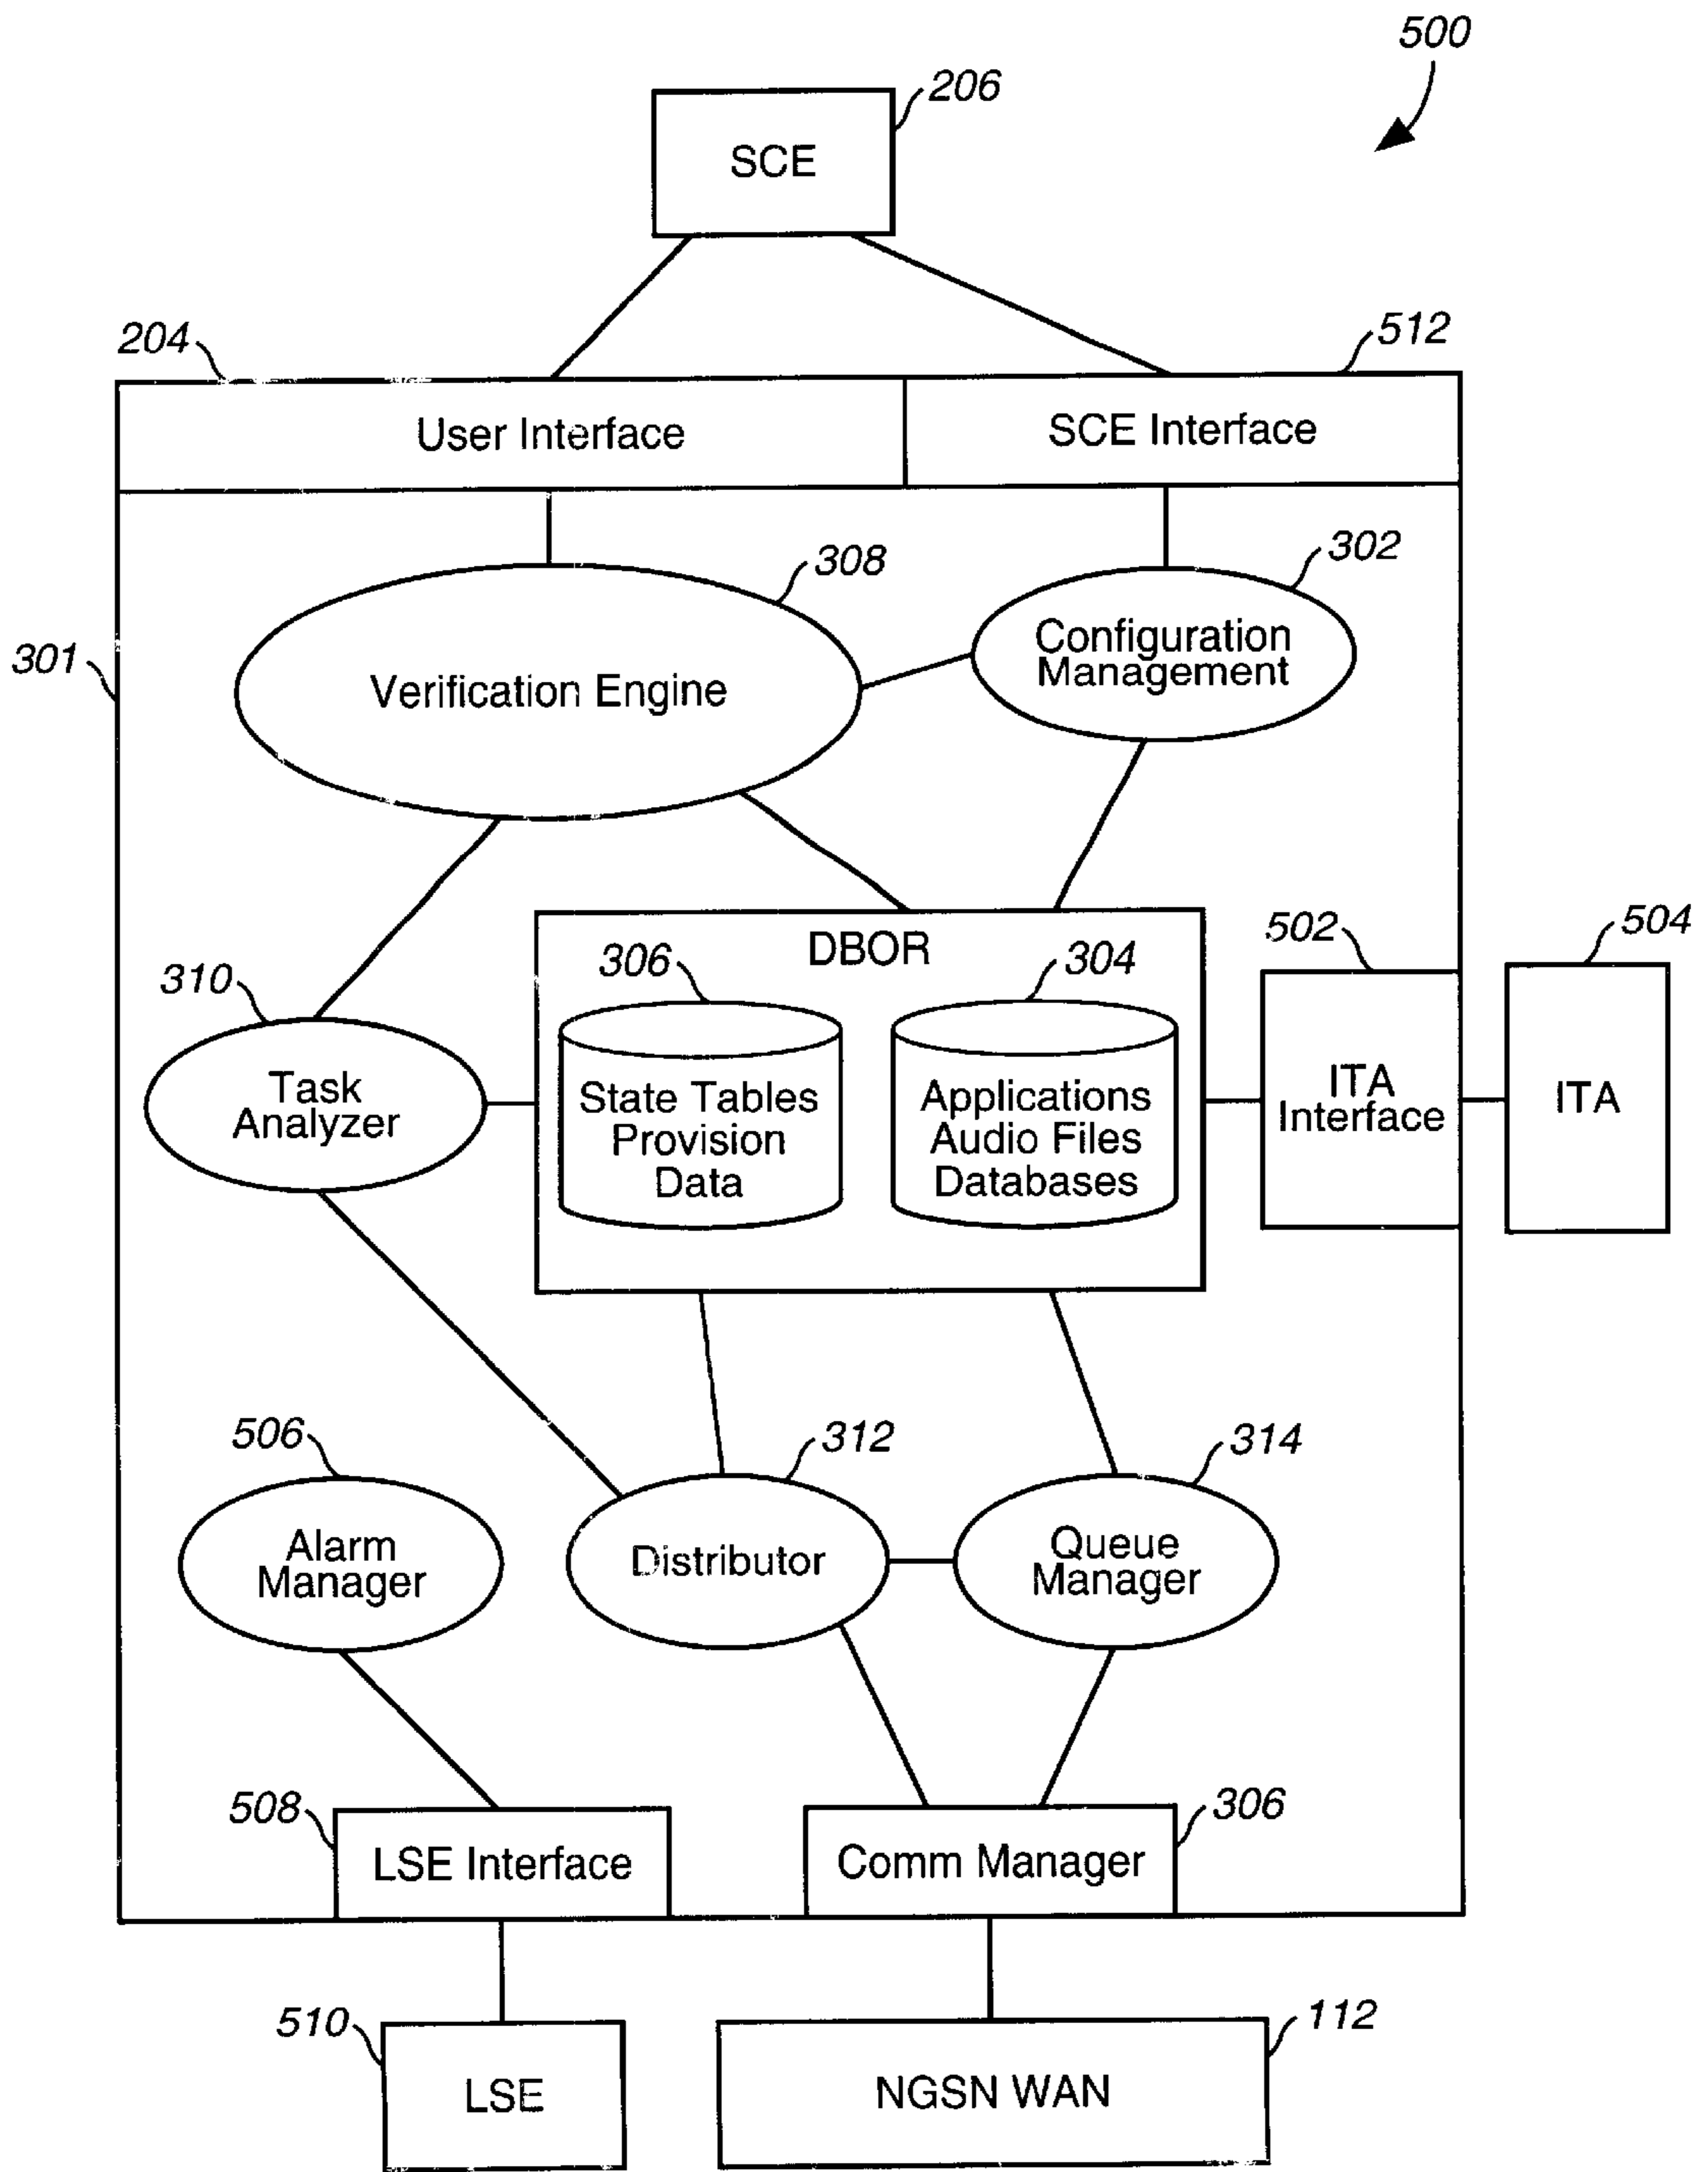 500
206
SCE
204
512
User Interface
SCE Interface
308
302
301
Verification Engine
Configuration
Management
DBOR
306
304
502
504
310
Task
Analyzer
State Tables
Provision
Data
Applications
Audio Files
Databases
ITA
Interface
ITA
506
312
314
Alarm
Manager
Distributor
Queue
Manager
508
306
LSE Interface
Comm Manager
510
112
LSE
NGSN WAN